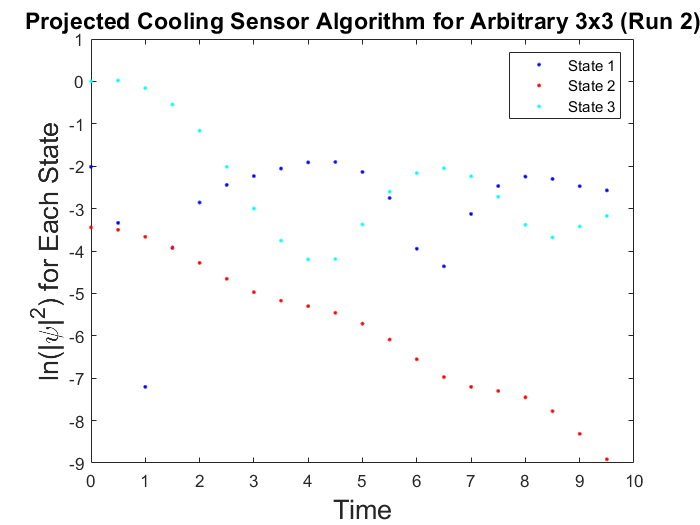 Projected Cooling Sensor Algorithm for Arbitrary 3x3 (Run 2)
1
0
-1
-2
-3
-4
-5
-6
-7
-8
-9
ln(|ψ|²) for Each State
State 1
State 2
State 3
0 1 2 3 4 5 6 7 8 9 10
Time